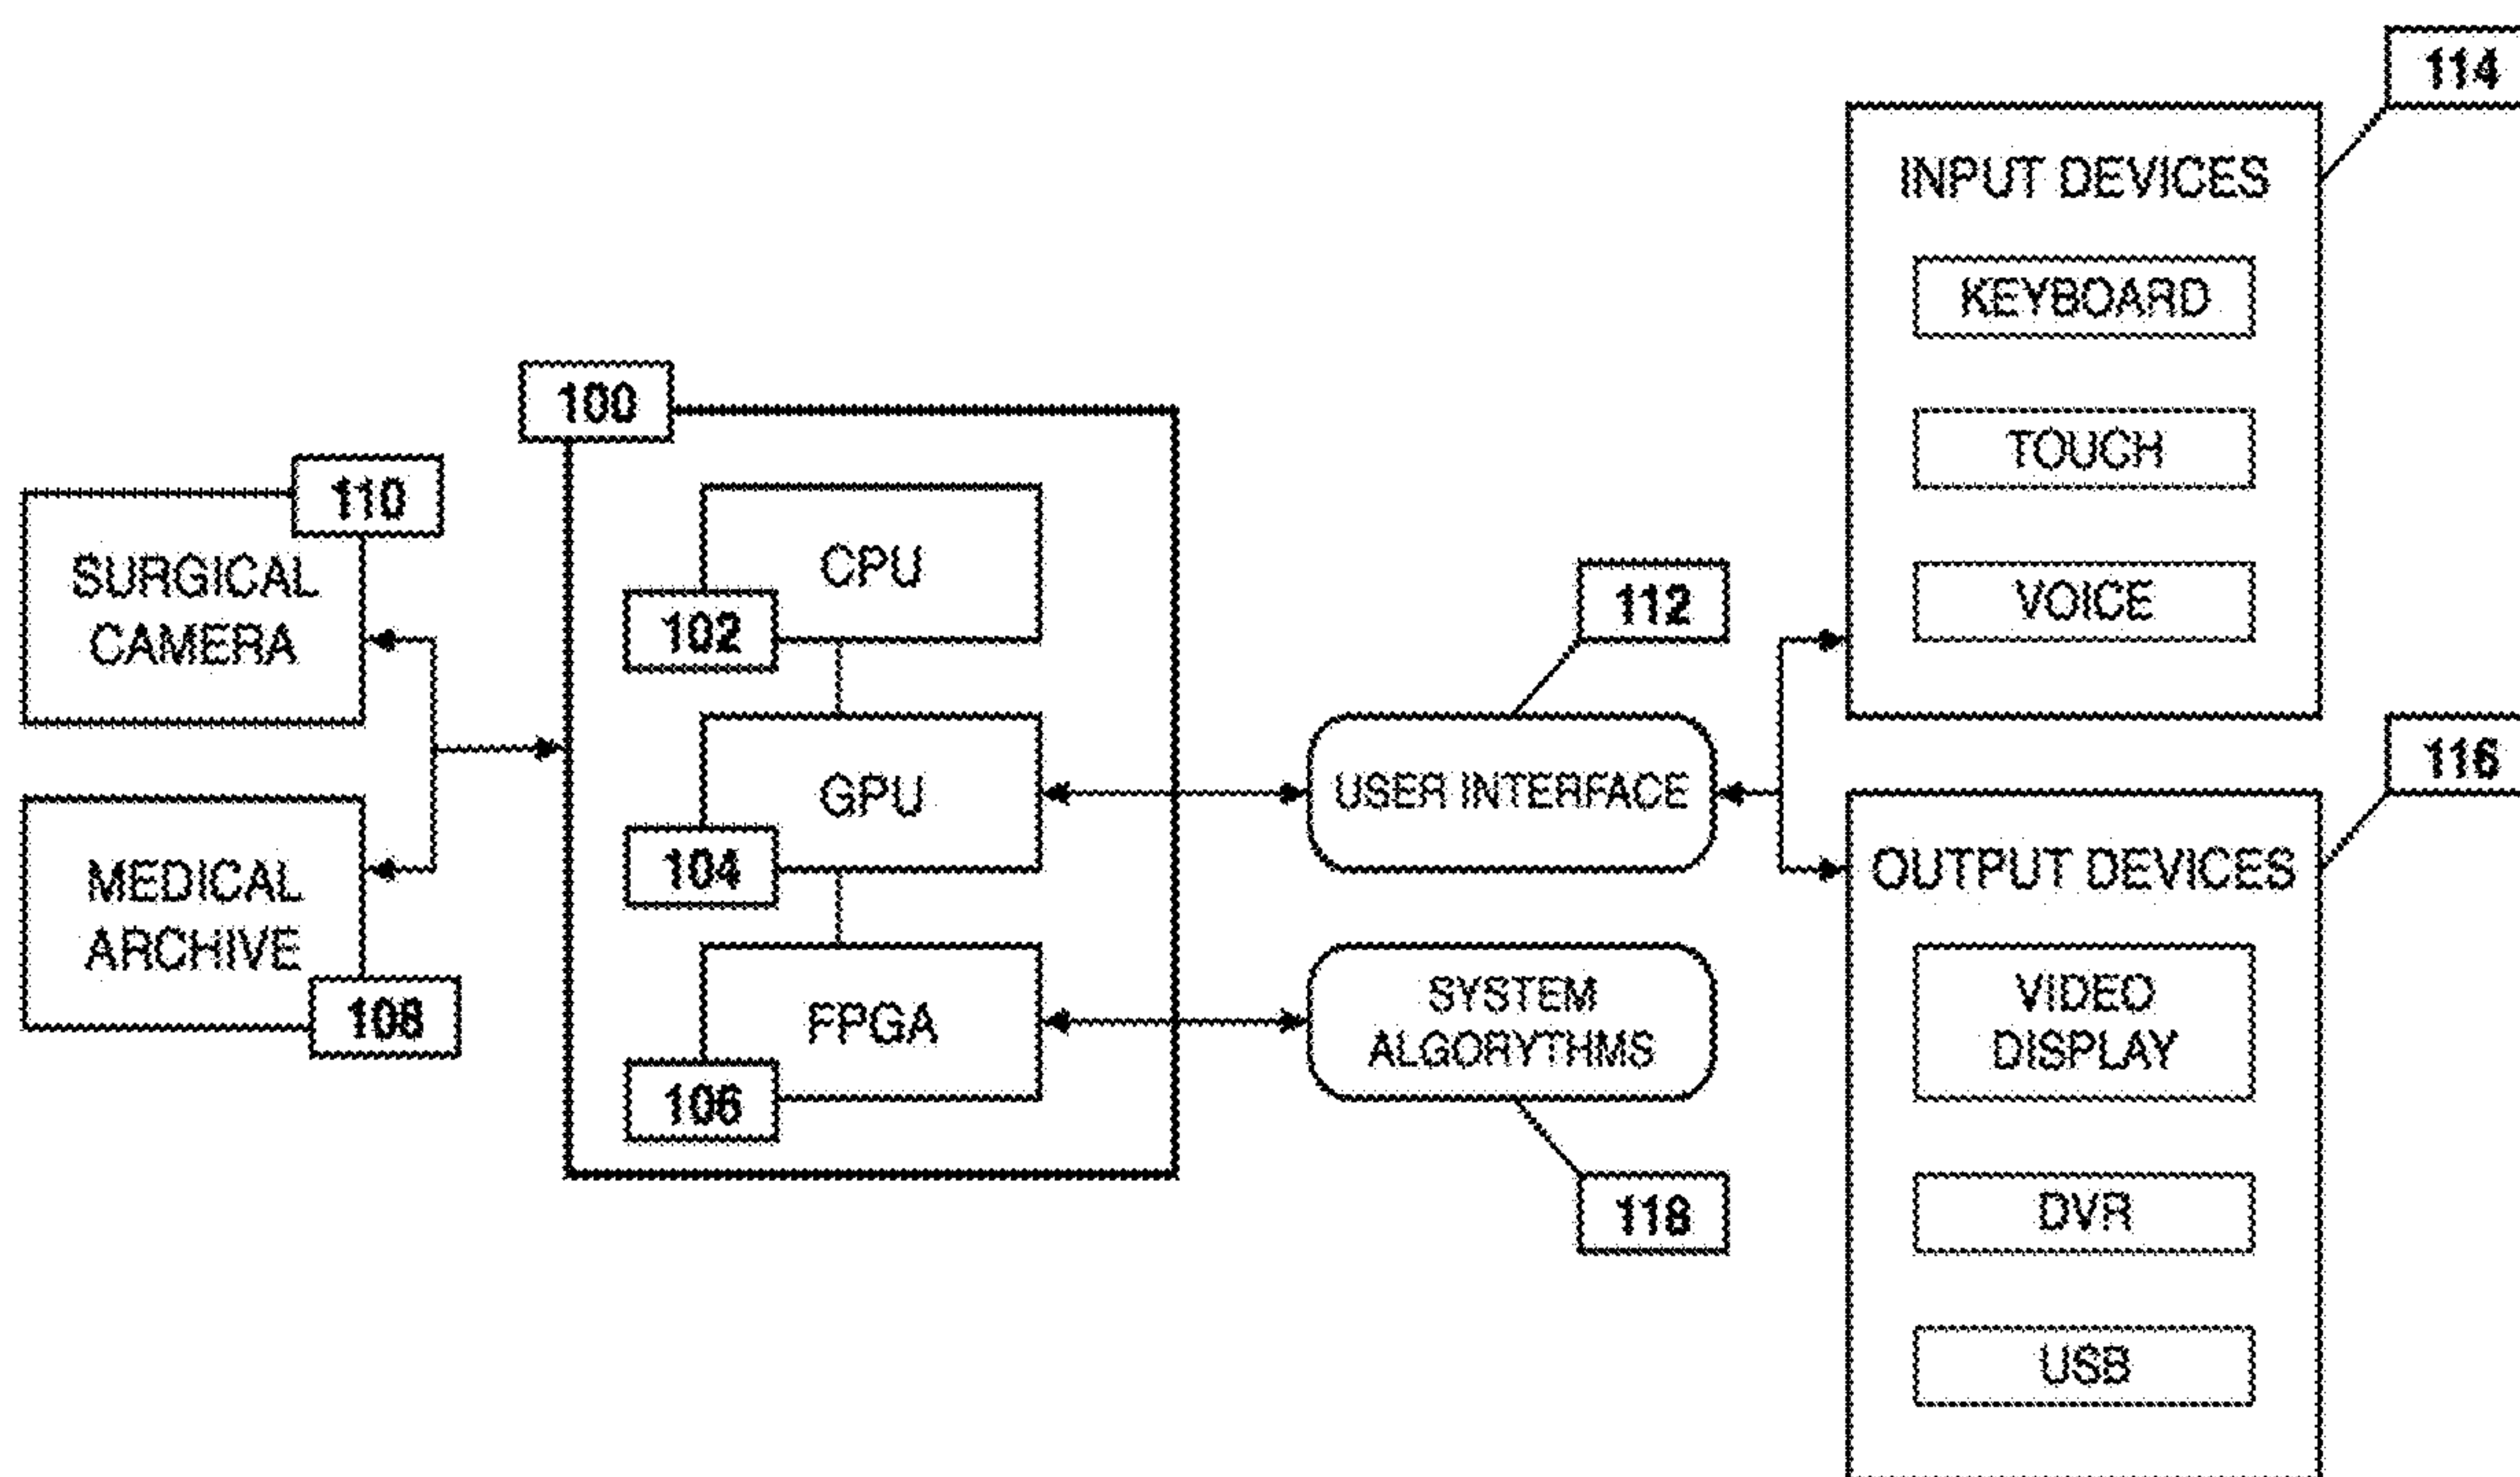 114
INPUT DEVICES
KEYBOARD
TOUCH
VOICE
100
110
SURGICAL
CAMERA
CPU
102
112
116
MEDICAL
ARCHIVE
108
GPU
104
USER INTERFACE
OUTPUT DEVICES
VIDEO
DISPLAY
FPGA
106
SYSTEM
ALGORYTHMS
118
DVR
USB